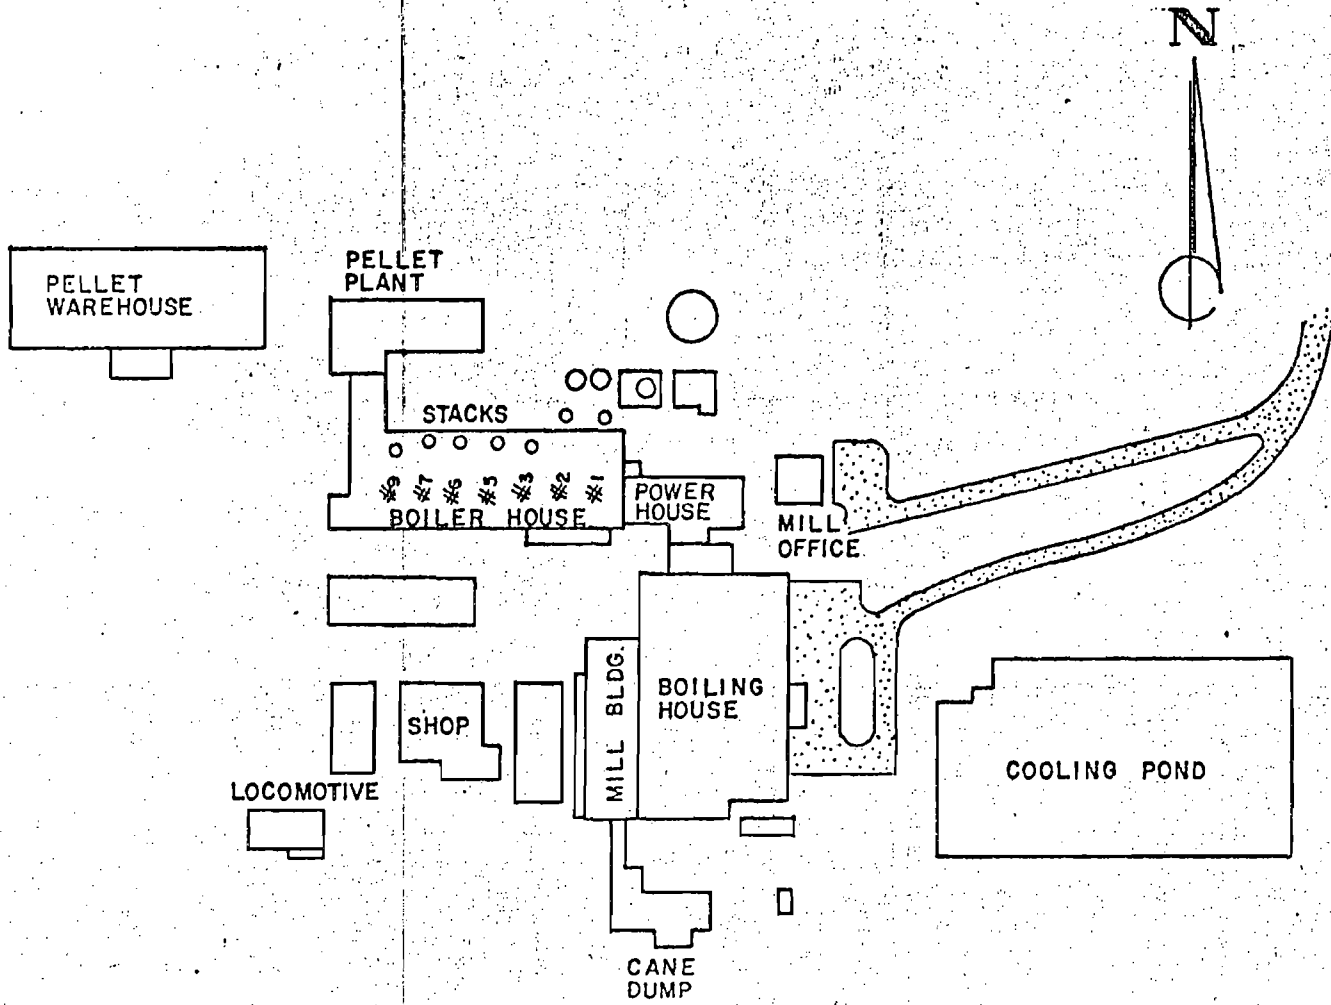 N
PELLET
WAREHOUSE
PELLET
PLANT
STACKS
#9 #7 #6 #5 #3 #2 #1
BOILER HOUSE
POWER
HOUSE
MILL
OFFICE
MILL BLDG.
BOILING
HOUSE
SHOP
LOCOMOTIVE
COOLING POND
CANE
DUMP